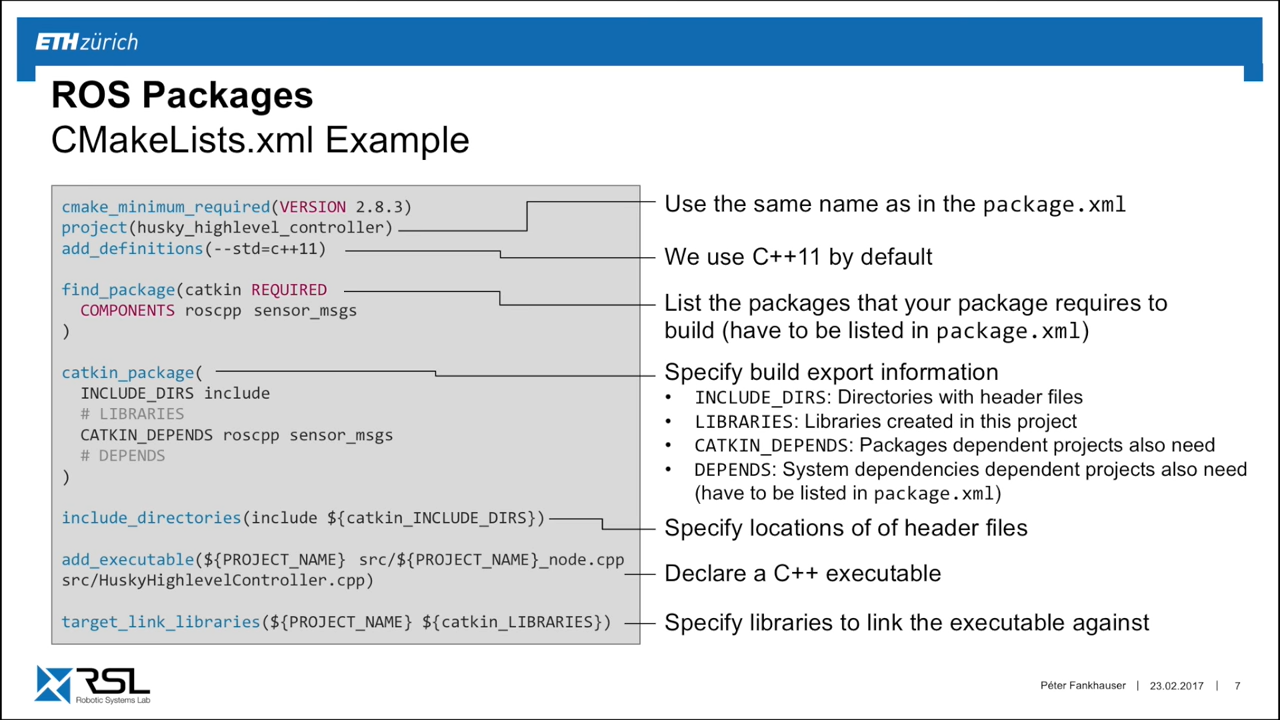 ETH zürich
ROS Packages
CMakeLists.xml Example
cmake_minimum_required(VERSION 2.8.3)
project(husky_highlevel_controller)
add_definitions(--std=c++11)
find_package(catkin REQUIRED
COMPONENTS roscpp sensor_msgs
)
catkin_package(
INCLUDE_DIRS include
# LIBRARIES
CATKIN_DEPENDS roscpp sensor_msgs
# DEPENDS
)
include_directories(include ${catkin_INCLUDE_DIRS})
add_executable(${PROJECT_NAME} src/${PROJECT_NAME}_node.cpp
src/HuskyHighlevelController.cpp)
target_link_libraries(${PROJECT_NAME} ${catkin_LIBRARIES})
Use the same name as in the package.xml
We use C++11 by default
List the packages that your package requires to
build (have to be listed in package.xml)
Specify build export information
• INCLUDE_DIRS: Directories with header files
• LIBRARIES: Libraries created in this project
• CATKIN_DEPENDS: Packages dependent projects also need
• DEPENDS: System dependencies dependent projects also need
(have to be listed in package.xml)
Specify locations of of header files
Declare a C++ executable
Specify libraries to link the executable against
RSL
Robotic Systems Lab
Péter Fankhauser | 23.02.2017 | 7